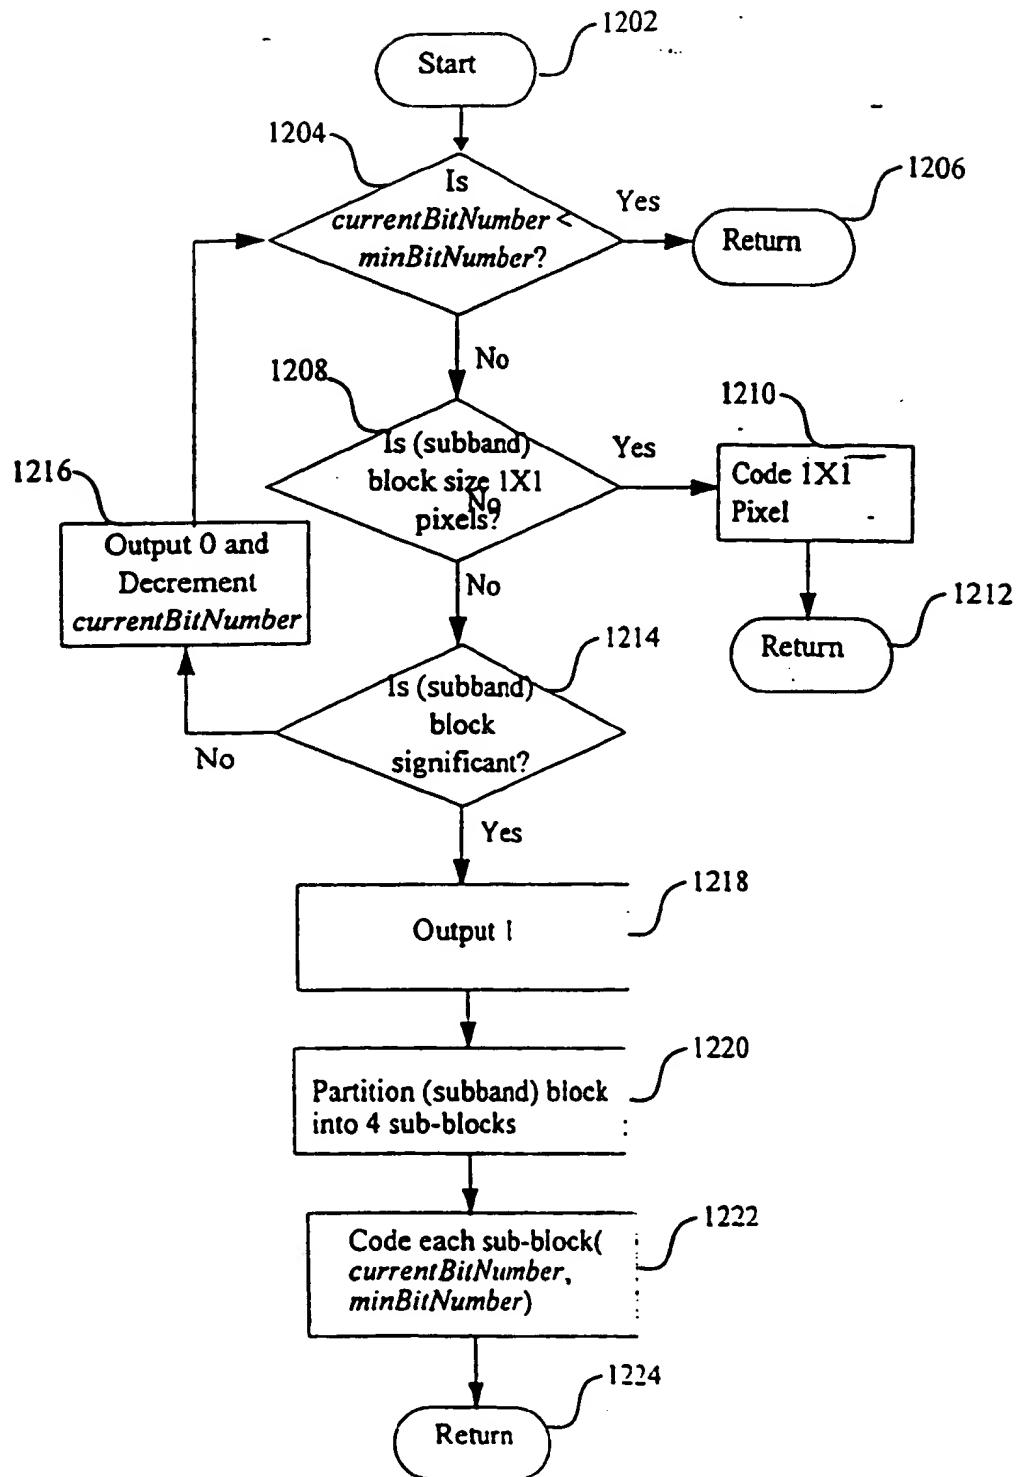 1202
Start
1204
Is
currentBitNumber <
minBitNumber?
Yes
1206
Return
No
1208
Is (subband)
block size 1X1
pixels?
No
Yes
1210
Code 1X1
Pixel
1216
Output 0 and
Decrement
currentBitNumber
No
1212
Return
1214
Is (subband)
block
significant?
No
Yes
1218
Output 1
1220
Partition (subband) block
into 4 sub-blocks
1222
Code each sub-block(
currentBitNumber,
minBitNumber)
1224
Return